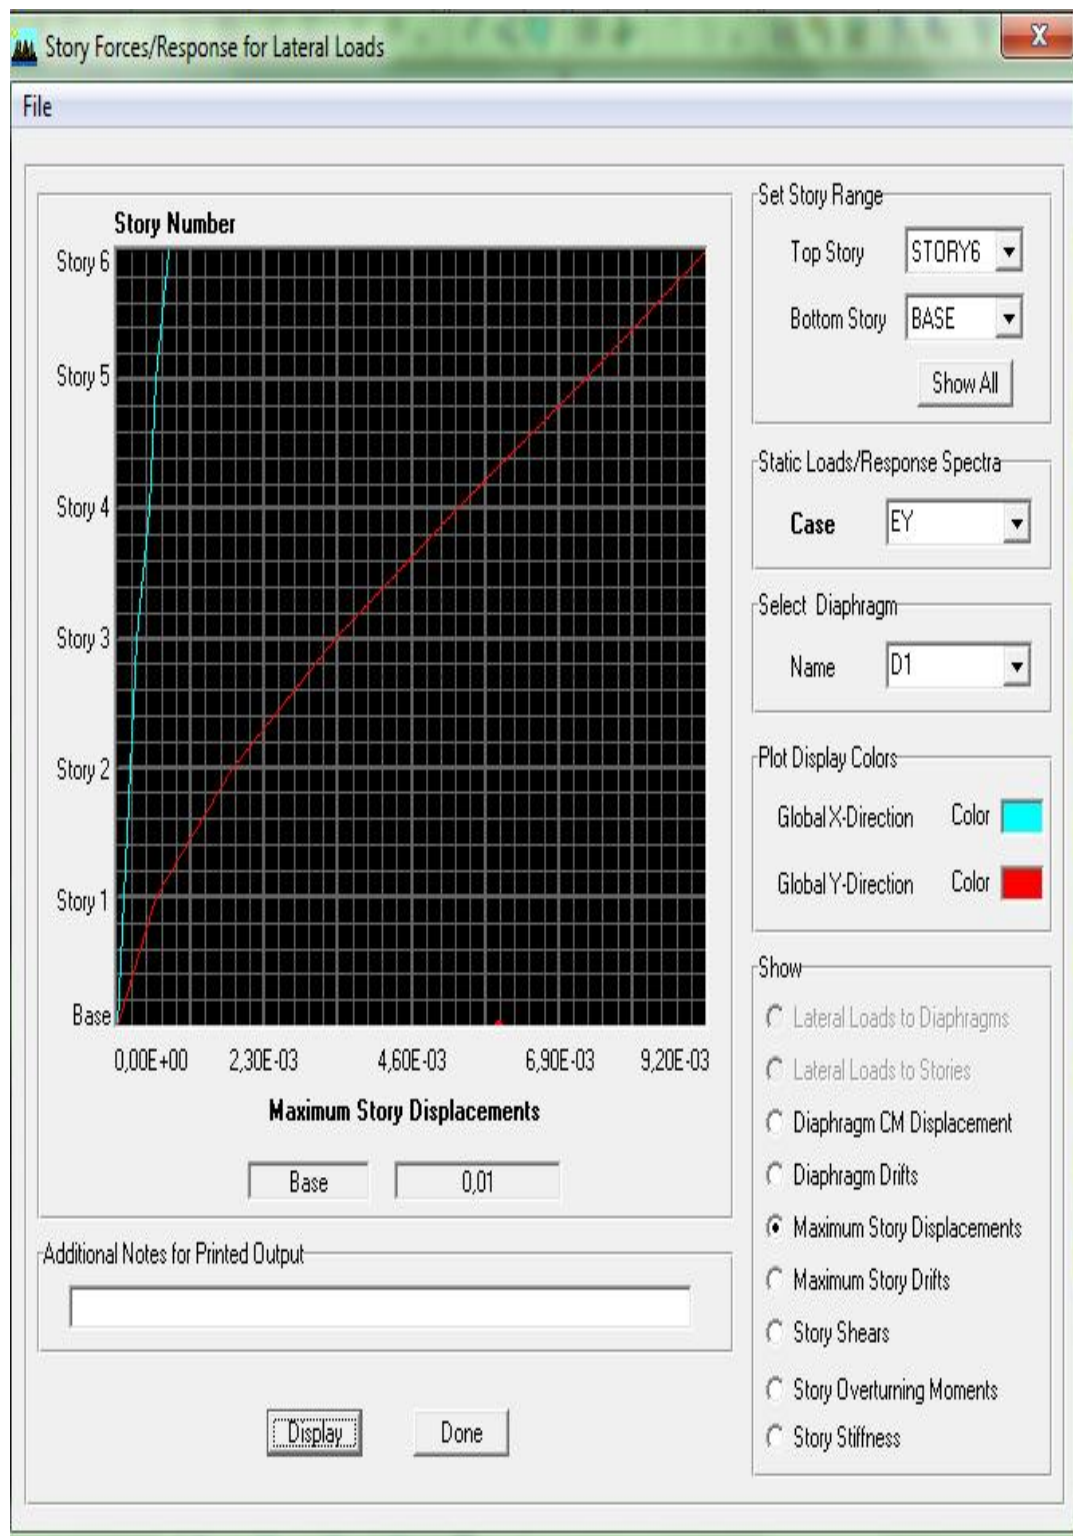 Story Forces/Response for Lateral Loads
X
File
Story Number
Story 6
Story 5
Story 4
Story 3
Story 2
Story 1
Base
0,00E+00 2,30E-03 4,60E-03 6,90E-03 9,20E-03
Maximum Story Displacements
Base 0,01
Additional Notes for Printed Output
Display Done
Set Story Range
Top Story STORY6
Bottom Story BASE
Show All
Static Loads/Response Spectra
Case EY
Select Diaphragm
Name D1
Plot Display Colors
Global X-Direction Color
Global Y-Direction Color
Show
Lateral Loads to Diaphragms
Lateral Loads to Stories
Diaphragm CM Displacement
Diaphragm Drifts
Maximum Story Displacements
Maximum Story Drifts
Story Shears
Story Overturning Moments
Story Stiffness